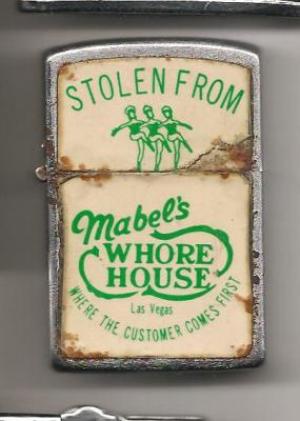 STOLEN FROM
Mabel's
WHORE
HOUSE
Las Vegas
WHERE THE CUSTOMER COMES FIRST